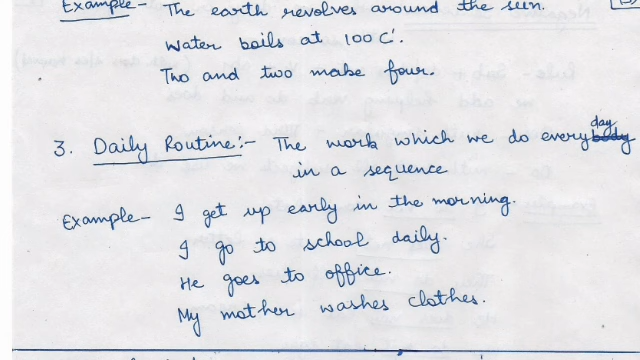 Example- The earth revolves around the sun.
Water boils at 100 C'.
Two and two make four.
3. Daily Routine:- The work which we do everyday
in a sequence
Example- I get up early in the morning.
I go to school daily.
He goes to office.
My mother washes clothes.